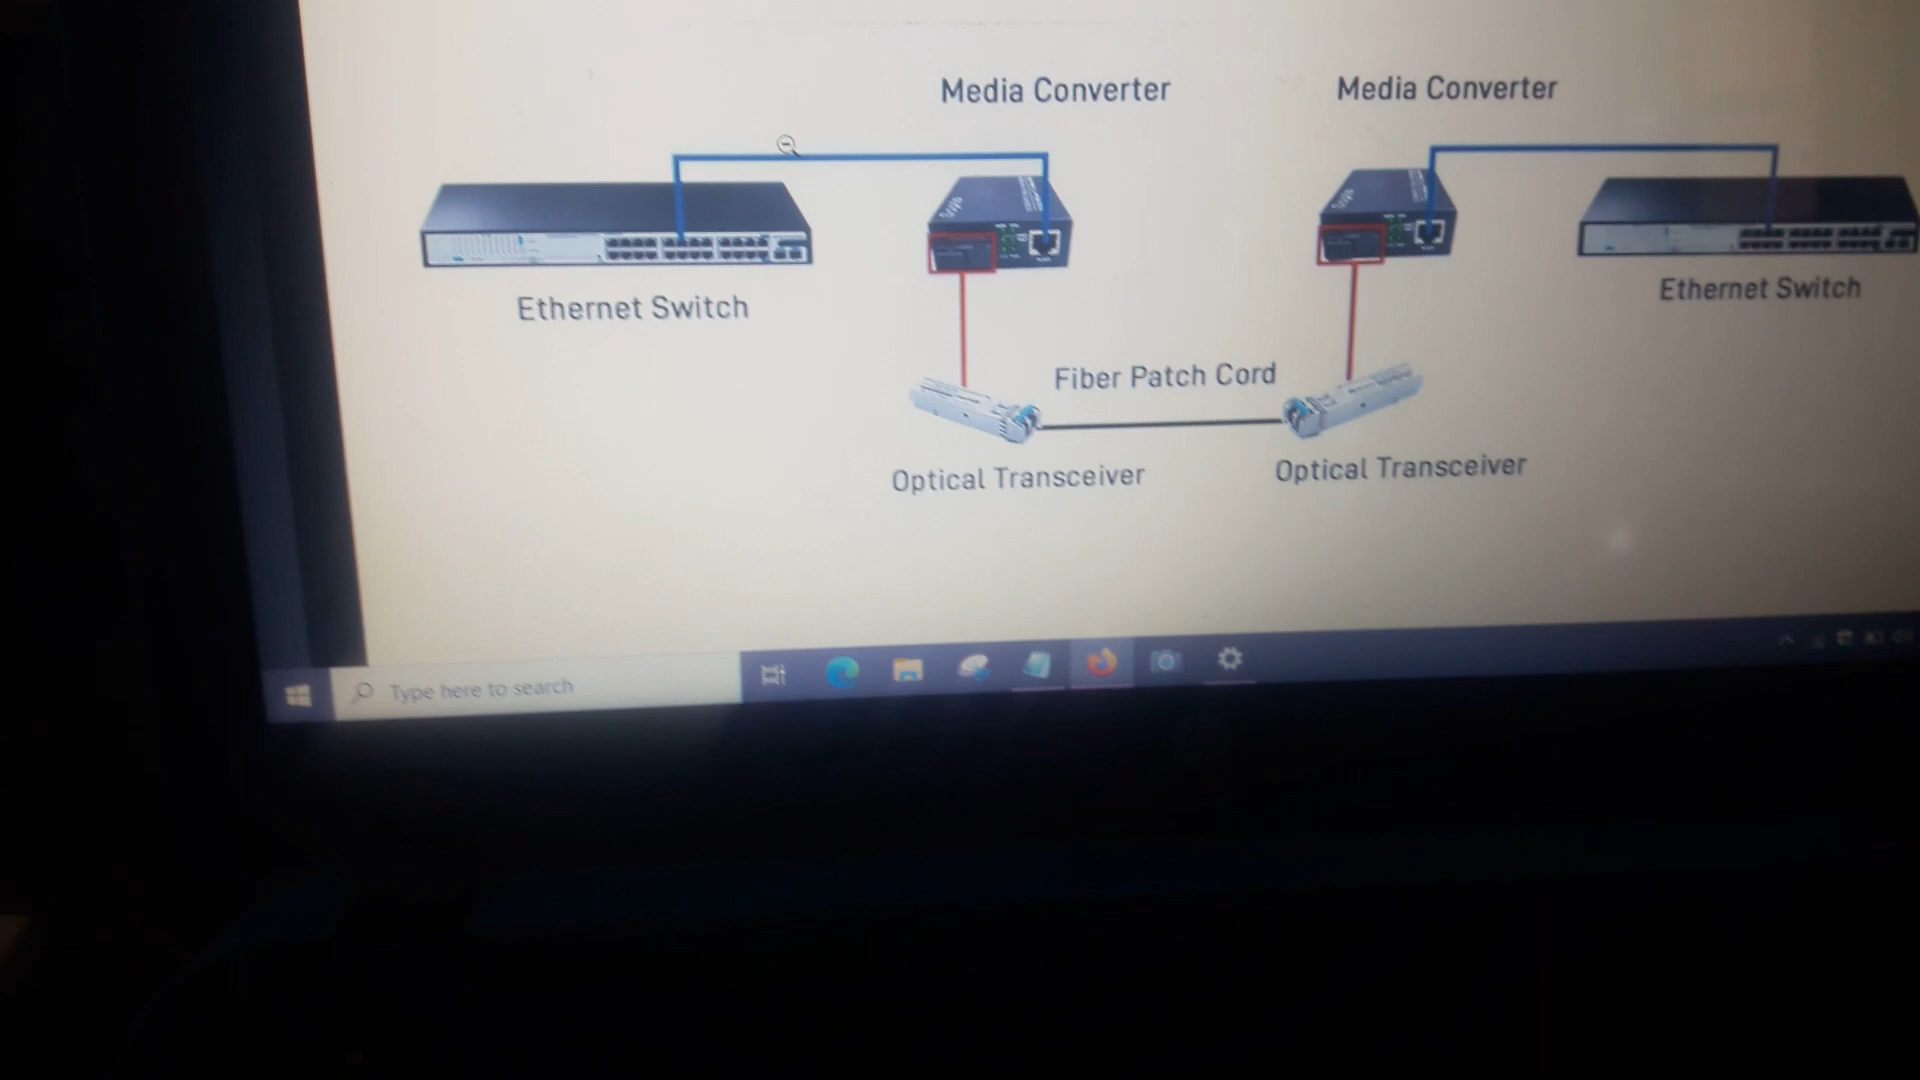 Media Converter
Media Converter
Ethernet Switch
Ethernet Switch
Fiber Patch Cord
Optical Transceiver
Optical Transceiver
Type here to search